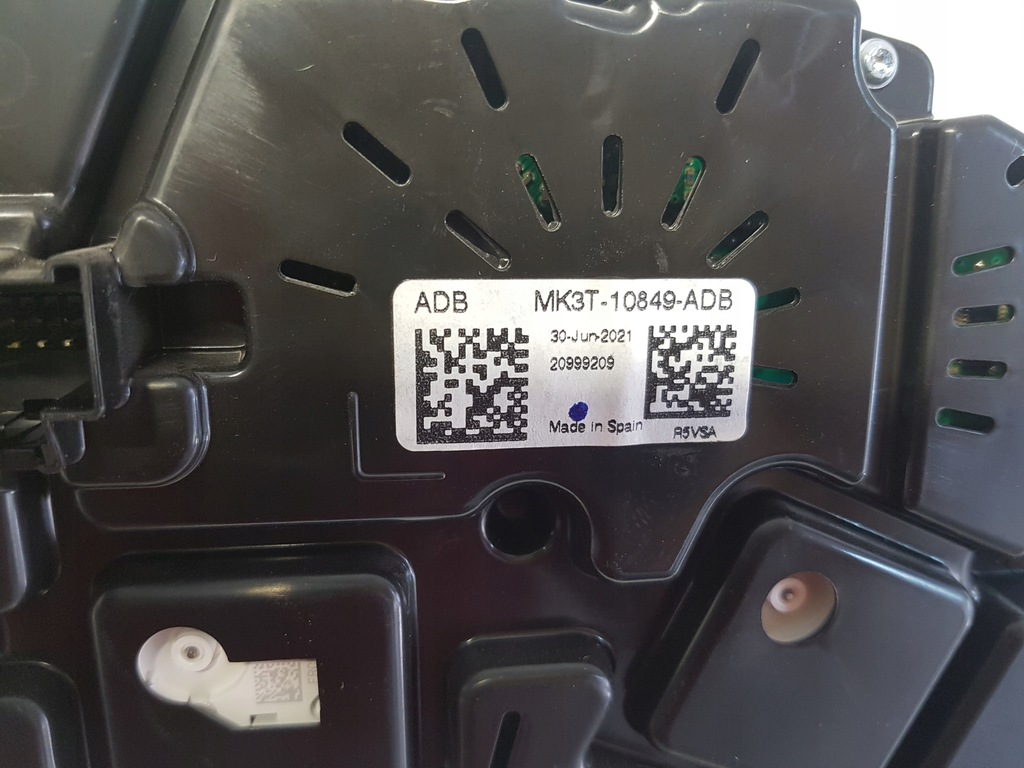 ADB MK3T-10849-ADB
30-Jun-2021
20999209
Made in Spain
R5VSA